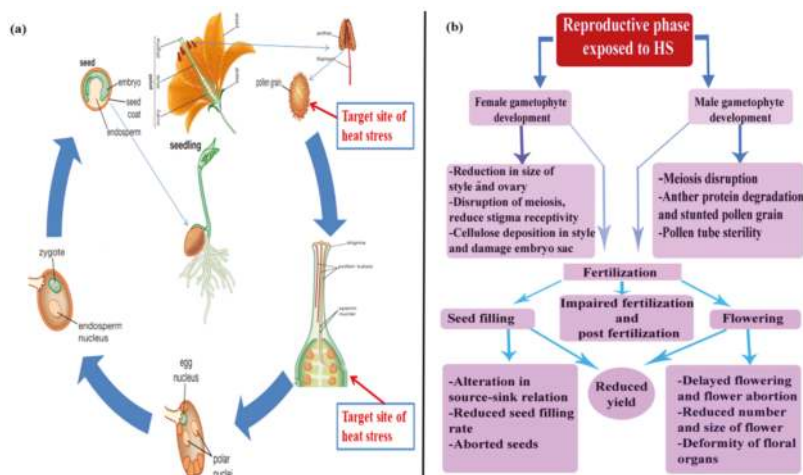 (a)
seed
embryo
seed
coat
endosperm
anther
filament
pollen grain
Target site of
heat stress
seedling
stigma
pollen tubes
zygote
endosperm
nucleus
egg
nucleus
polar
nuclei
Target site of
heat stress
(b)
Reproductive phase
exposed to HS
Female gametophyte
development
Male gametophyte
development
-Reduction in size of
style and ovary
-Disruption of meiosis,
reduce stigma receptivity
-Cellulose deposition in style
and damage embryo sac
-Meiosis disruption
-Anther protein degradation
and stunted pollen grain
-Pollen tube sterility
Fertilization
Seed filling
Impaired fertilization
and
post fertilization
Flowering
-Alteration in
source-sink relation
-Reduced seed filling
rate
-Aborted seeds
Reduced
yield
-Delayed flowering
and flower abortion
-Reduced number
and size of flower
-Deformity of floral
organs